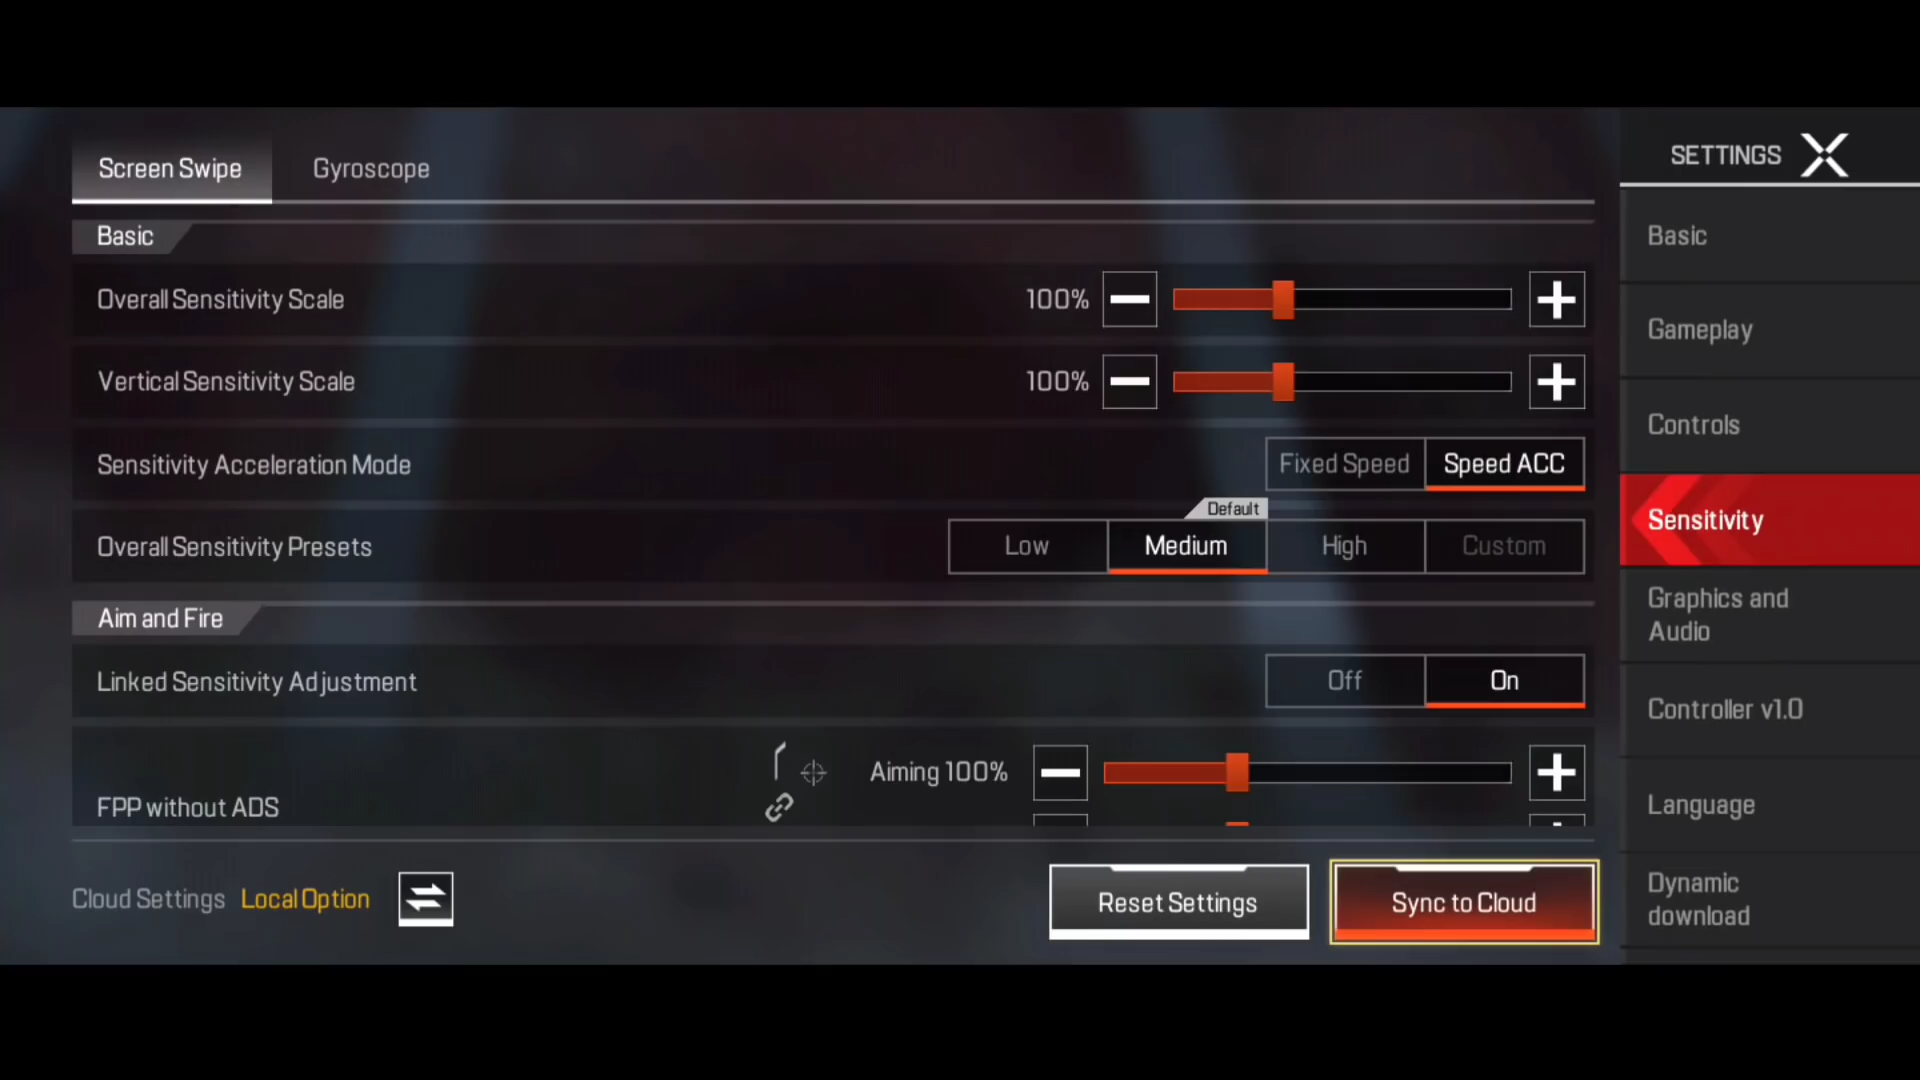 Screen Swipe
Gyroscope
SETTINGS
Basic
Overall Sensitivity Scale
100%
Vertical Sensitivity Scale
100%
Sensitivity Acceleration Mode
Fixed Speed
Speed ACC
Default
Overall Sensitivity Presets
Low
Medium
High
Custom
Aim and Fire
Linked Sensitivity Adjustment
Off
On
Aiming 100%
FPP without ADS
Cloud Settings Local Option
Reset Settings
Sync to Cloud
Basic
Gameplay
Controls
Sensitivity
Graphics and
Audio
Controller v1.0
Language
Dynamic
download